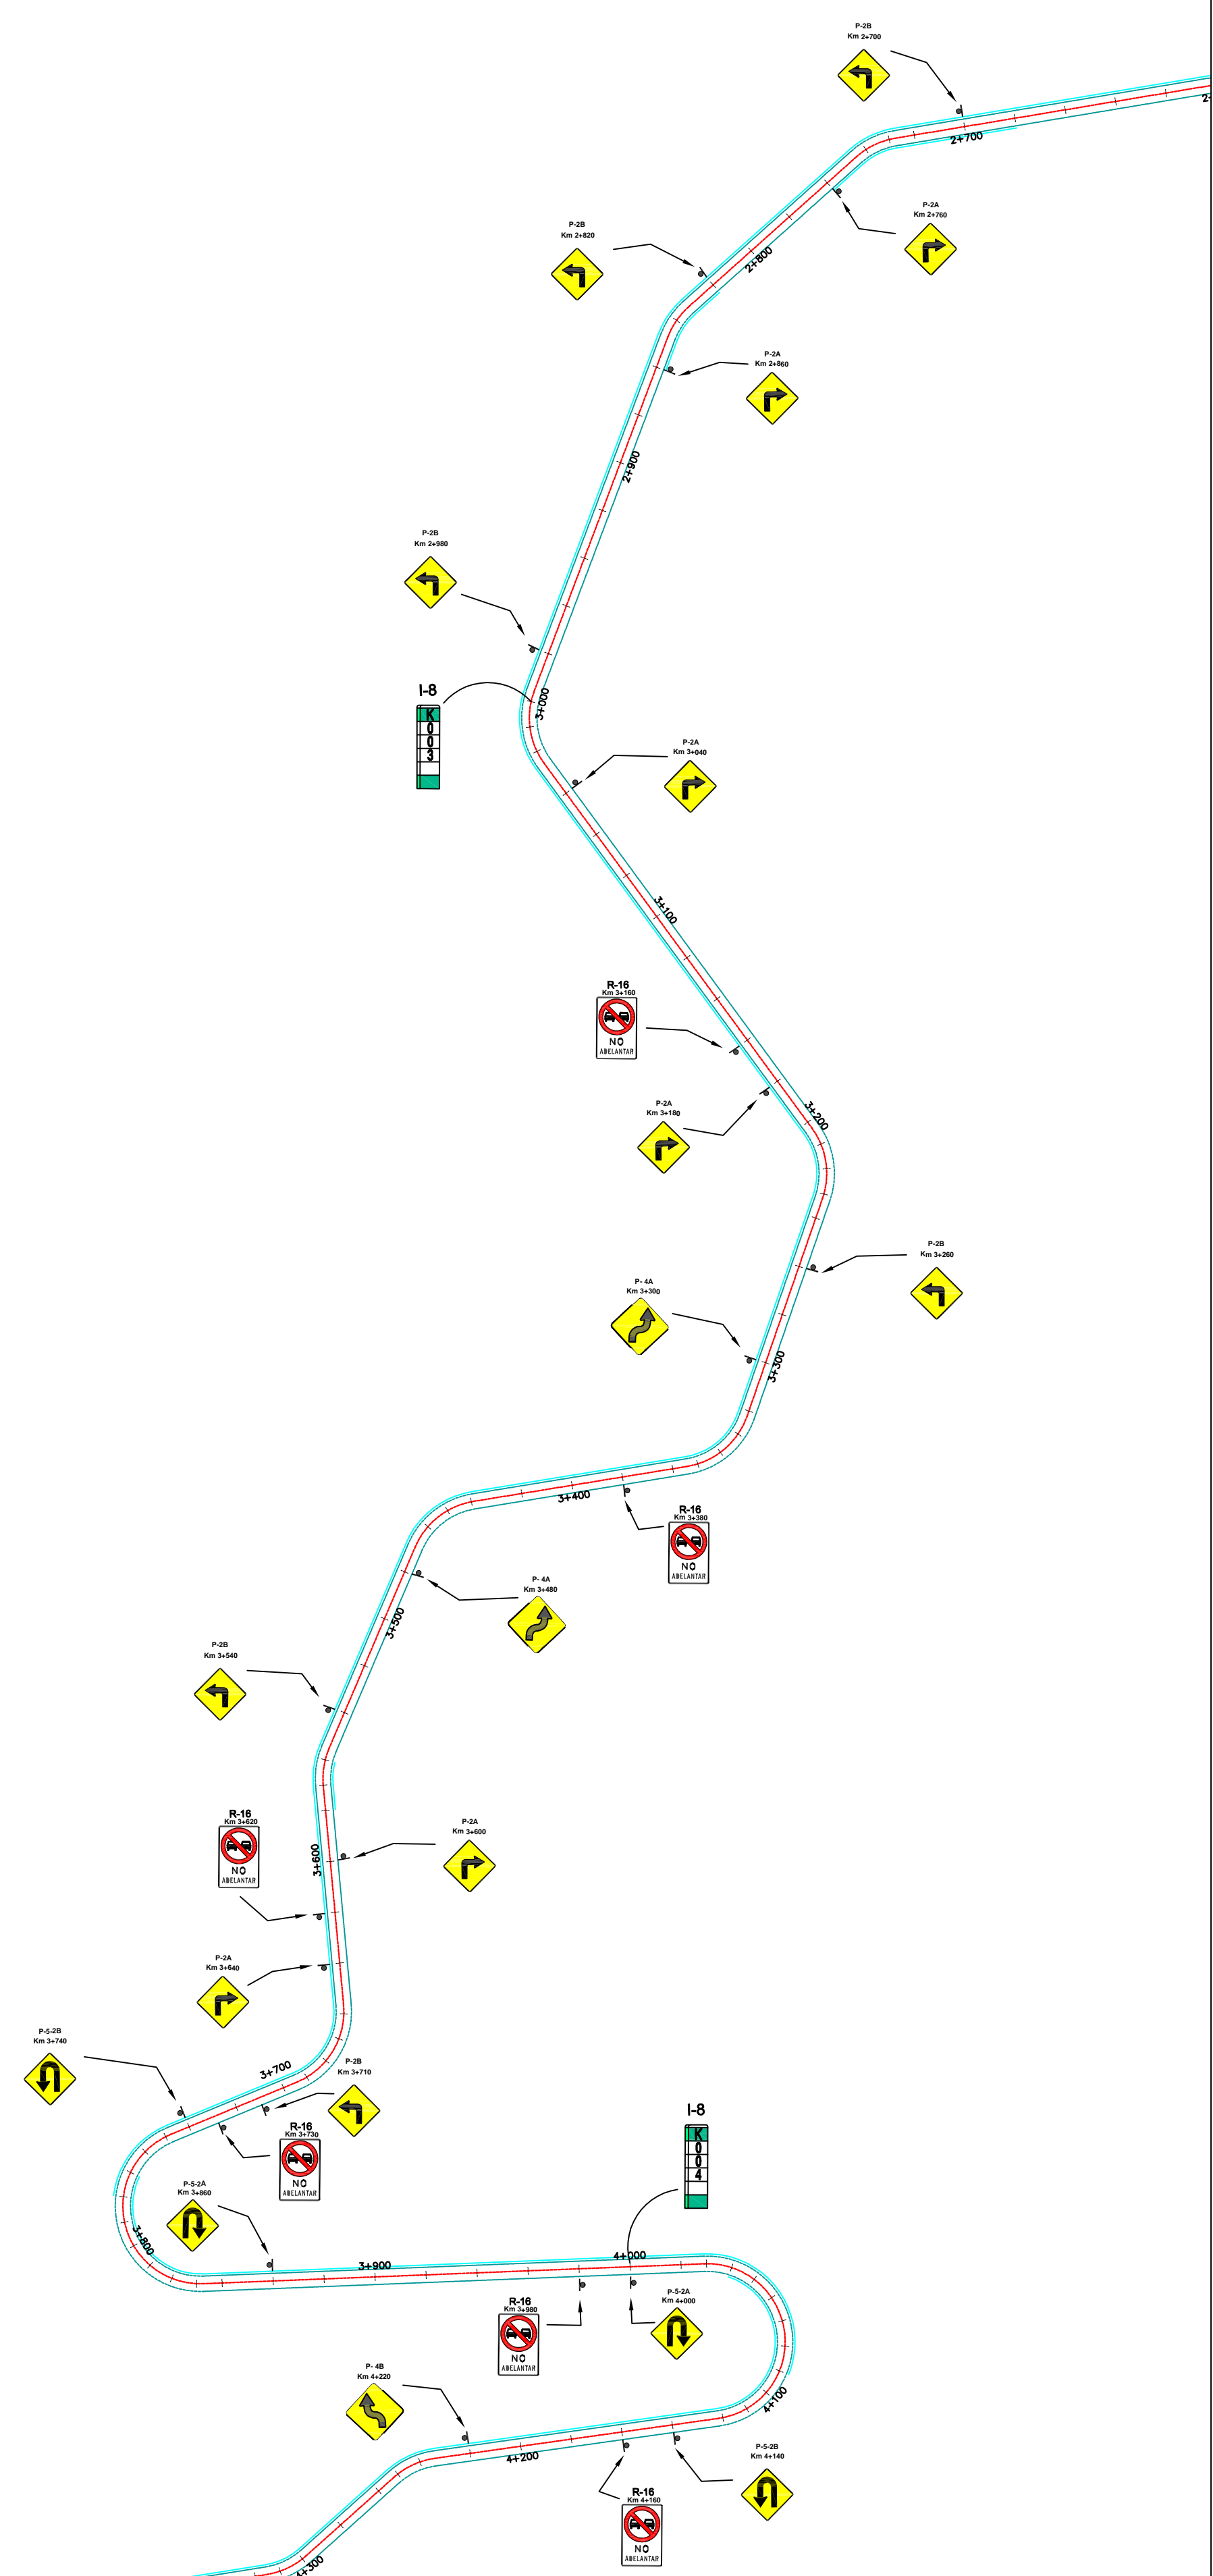 P-2B
Km 2+700
2+700
P-2A
Km 2+760
P-2B
Km 2+820
2+800
P-2A
Km 2+860
2+900
P-2B
Km 2+980
I-8
K
0
0
3
3+000
P-2A
Km 3+040
3+100
R-16
Km 3+160
NO
ADELANTAR
P-2A
Km 3+180
3+200
P-2B
Km 3+260
P- 4A
Km 3+300
3+300
3+400
R-16
Km 3+380
NO
ADELANTAR
P- 4A
Km 3+480
3+500
P-2B
Km 3+540
R-16
Km 3+620
NO
ADELANTAR
3+600
P-2A
Km 3+600
P-2A
Km 3+640
P-5-2B
Km 3+740
3+700
P-2B
Km 3+710
R-16
Km 3+730
NO
ADELANTAR
I-8
K
0
0
4
P-5-2A
Km 3+860
3+800
3+900
4+000
R-16
Km 3+980
NO
ADELANTAR
P-5-2A
Km 4+000
P- 4B
Km 4+220
4+100
4+200
P-5-2B
Km 4+140
R-16
Km 4+160
NO
ADELANTAR
4+300